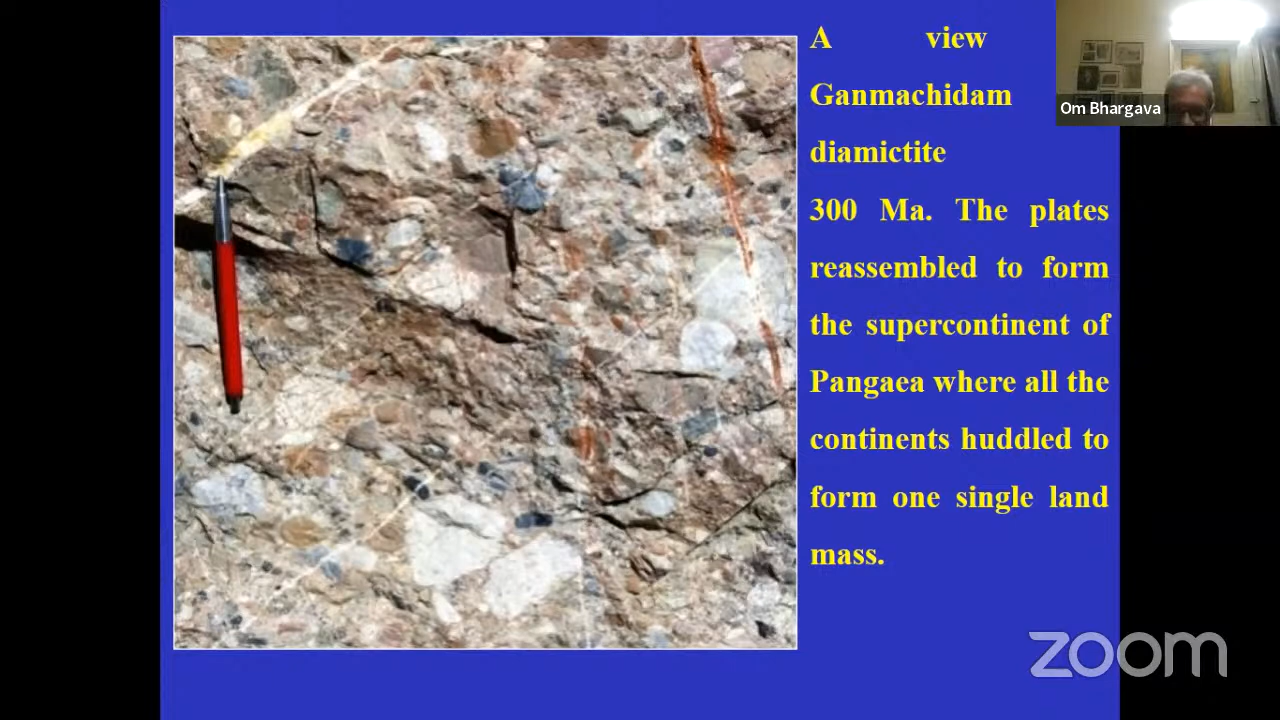 A view
Ganmachidam
diamictite
300 Ma. The plates
reassembled to form
the supercontinent of
Pangaea where all the
continents huddled to
form one single land
mass.
Om Bhargava
zoom